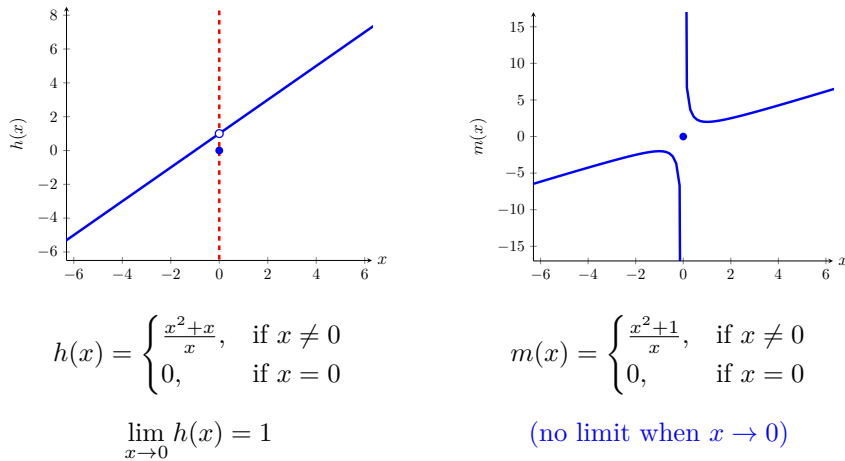 8
6
4
2
0
−2
−4
−6
h(x)
−6 −4 −2 0 2 4 6 x
h(x) = { (x² + x)/x, if x ≠ 0
0, if x = 0
lim x→0 h(x) = 1
15
10
5
0
−5
−10
−15
m(x)
−6 −4 −2 0 2 4 6 x
m(x) = { (x² + 1)/x, if x ≠ 0
0, if x = 0
(no limit when x → 0)